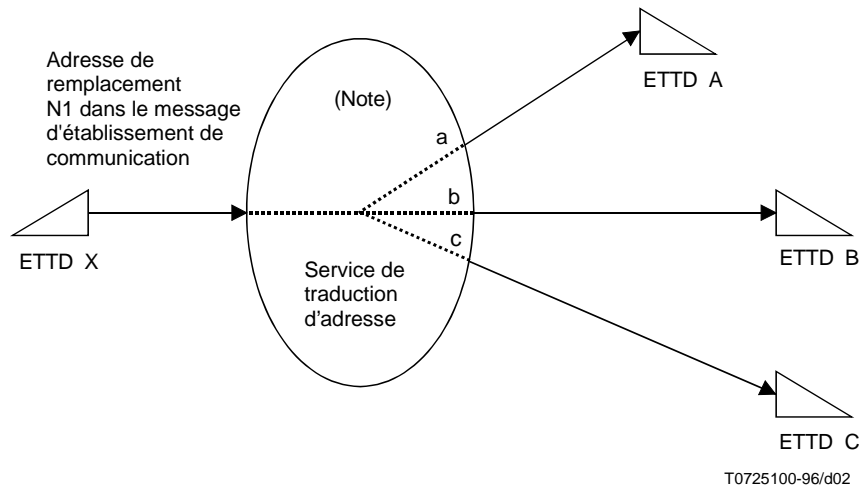 Adresse de
remplacement
N1 dans le message
d'établissement de
communication
(Note)
a
b
c
Service de
traduction
d'adresse
ETTD X
ETTD A
ETTD B
ETTD C
T0725100-96/d02